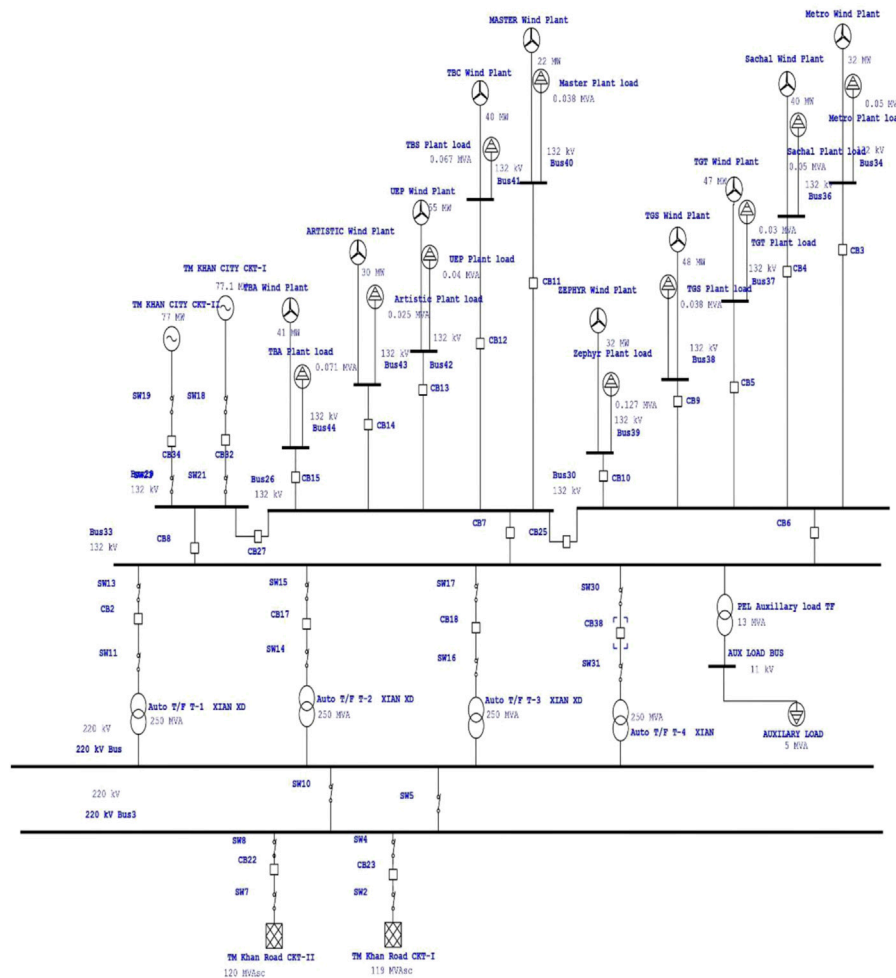 MASTER Wind Plant
Metro Wind Plant
22 MW
32 MW
TBC Wind Plant
Master Plant load
0.038 MVA
Sachal Wind Plant
0.05 MVA
40 MW
40 MW
Metro Plant load
TBS Plant load
0.067 MVA
132 kV
Bus41
132 kV
Bus40
TGT Wind Plant
47 MW
Sachal Plant load
0.05 MVA
132 kV
Bus34
132 kV
Bus36
UEP Wind Plant
TGS Wind Plant
0.03 MVA
TGT Plant load
ARTISTIC Wind Plant
30 MW
UEP Plant load
0.04 MVA
48 MW
132 kV
Bus37
CB4
CB3
TM KHAN CITY CKT-I
77.1
TM KHAN CITY CKT-II
77 MW
TBA Wind Plant
Artistic Plant load
0.025 MVA
CB11
ZEPHYR Wind Plant
TGS Plant load
0.038 MVA
41 MW
132 kV
Bus43
132 kV
Bus42
CB12
32 MW
Zephyr Plant load
132 kV
Bus38
TBA Plant load
0.071 MVA
CB13
CB5
SW19
SW18
132 kV
Bus44
CB14
0.127 MVA
132 kV
Bus39
CB9
CB34
CB32
SW21
Bus26
132 kV
CB15
Bus30
132 kV
CB10
132 kV
Bus33
132 kV
CB8
CB27
CB7
CB25
CB6
SW13
SW15
SW17
SW30
CB2
CB17
CB18
CB38
PEL Auxillary load TF
13 MVA
SW11
SW14
SW16
SW31
AUX LOAD BUS
11 kV
Auto T/F T-1 XIAN XD
250 MVA
Auto T/F T-2 XIAN XD
250 MVA
Auto T/F T-3 XIAN XD
250 MVA
250 MVA
Auto T/F T-4 XIAN
AUXILARY LOAD
5 MVA
220 kV
220 kV Bus
SW10
SW5
220 kV
220 kV Bus3
SW8
SW4
CB22
CB23
SW7
SW2
TM Khan Road CKT-II
120 MVAsc
TM Khan Road CKT-I
119 MVAsc